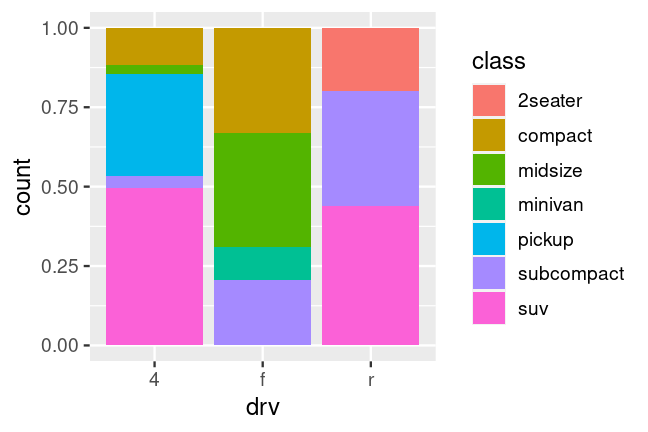 1.00
0.75
0.50
0.25
0.00
count
4 f r
drv
class
2seater
compact
midsize
minivan
pickup
subcompact
suv